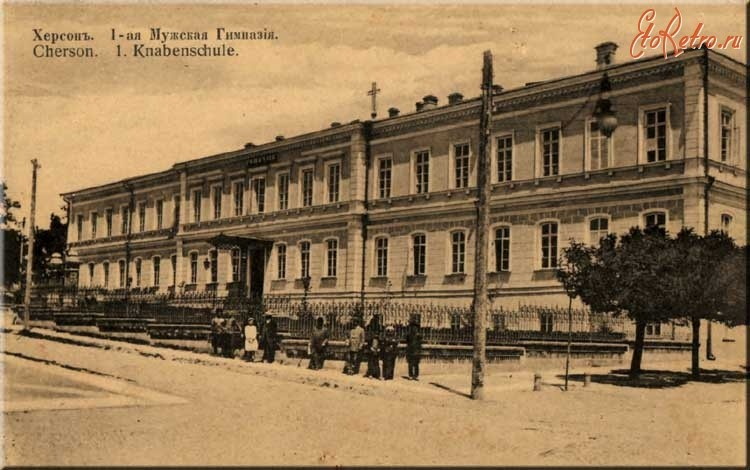 Херсонъ. 1-ая Мужская Гимназія.
Cherson. 1. Knabenschule.
EtoRetro.ru